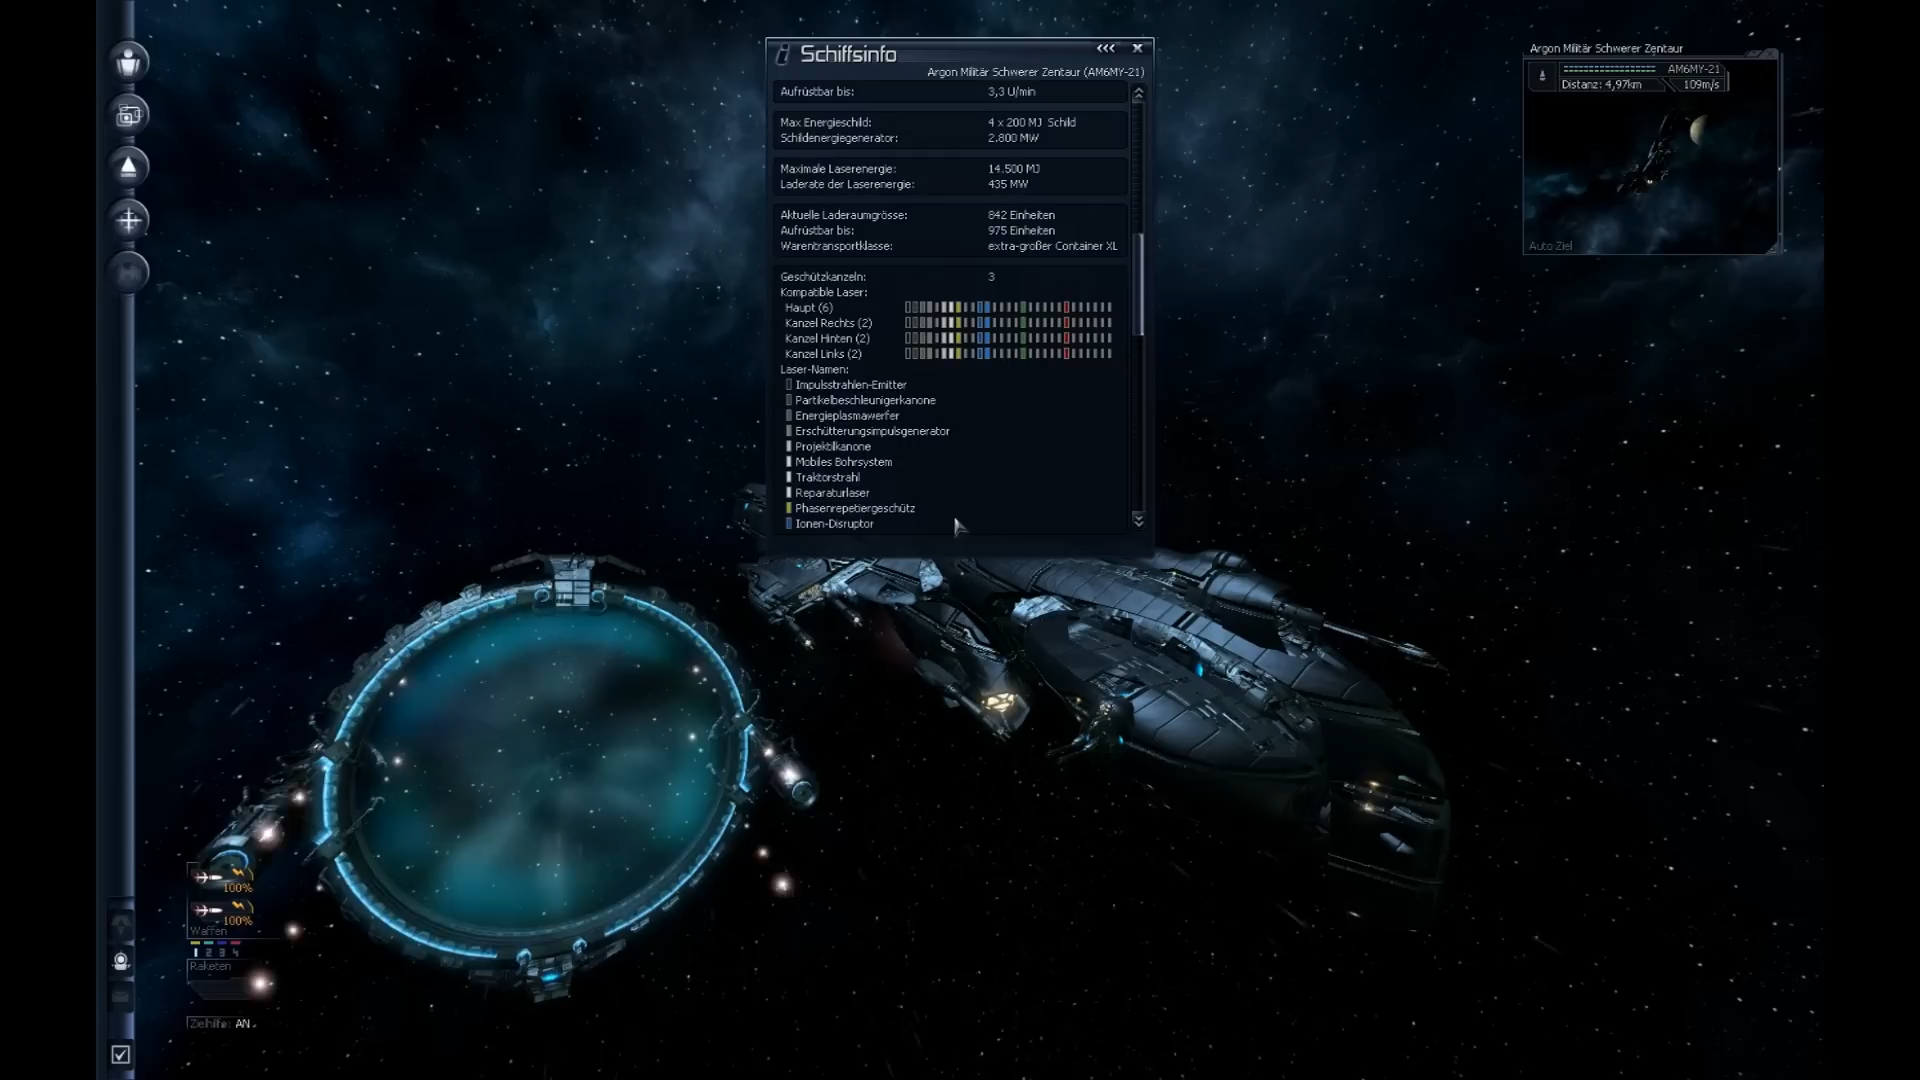 Schiffsinfo
Argon Militär Schwerer Zentaur (AM6MY-21)
Aufrüstbar bis: 3,3 U/min
Max Energieschild: 4 x 200 MJ Schild
Schildenergiegenerator: 2.800 MW
Maximale Laserenergie: 14.500 MJ
Laderate der Laserenergie: 435 MW
Aktuelle Laderaumgrösse: 842 Einheiten
Aufrüstbar bis: 975 Einheiten
Warentransportklasse: extra-großer Container XL
Geschützkanzeln: 3
Kompatible Laser:
Haupt (6)
Kanzel Rechts (2)
Kanzel Hinten (2)
Kanzel Links (2)
Laser-Namen:
Impulsstrahlen-Emitter
Partikelbeschleunigerkanone
Energieplasmawerfer
Erschütterungsimpulsgenerator
Projektilkanone
Mobiles Bohrsystem
Traktorstrahl
Reparaturlaser
Phasenrepetiergeschütz
Ionen-Disruptor
Argon Militär Schwerer Zentaur
AM6MY-21
Distanz: 4,97km 109m/s
Auto Ziel
100%
100%
Waffen
1 2 3 4
Raketen
Zielhilfe: AN